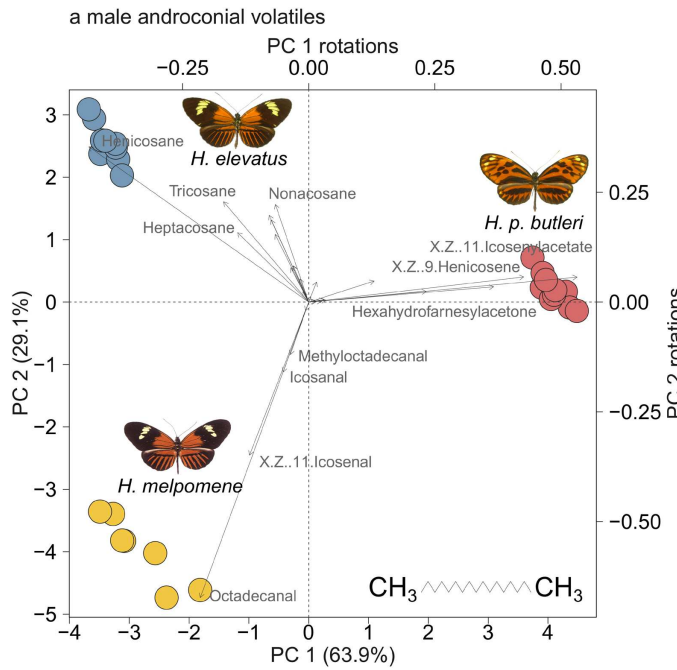 a male androconial volatiles
PC 1 rotations
−0.25 0.00 0.25 0.50
3
2
1
0
−1
−2
−3
−4
−5
PC 2 (29.1%)
Henicosane
H. elevatus
Tricosane
Nonacosane
Heptacosane
H. p. butleri
X.Z..11.Icosenylacetate
X.Z..9.Henicosene
Hexahydrofarnesylacetone
Methyloctadecanal
Icosanal
X.Z..11.Icosenal
H. melpomene
Octadecanal
CH3 CH3
0.25
0.00
−0.25
−0.50
PC 2 rotations
−4 −3 −2 −1 0 1 2 3 4
PC 1 (63.9%)